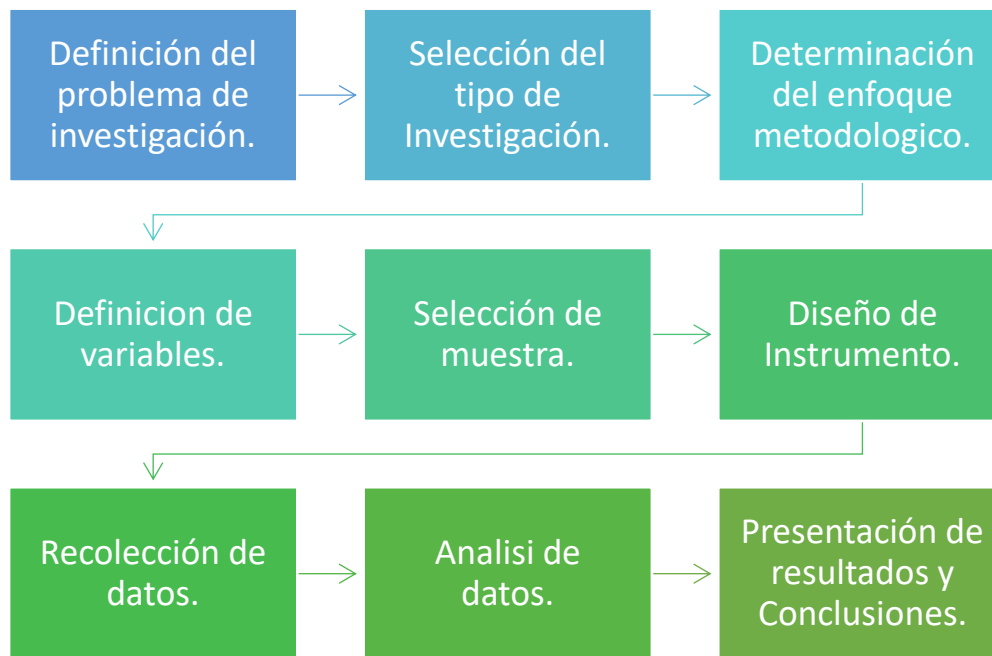 Definición del
problema de
investigación.
Selección del
tipo de
Investigación.
Determinación
del enfoque
metodologico.
Definicion de
variables.
Selección de
muestra.
Diseño de
Instrumento.
Recolección de
datos.
Analisi de
datos.
Presentación de
resultados y
Conclusiones.